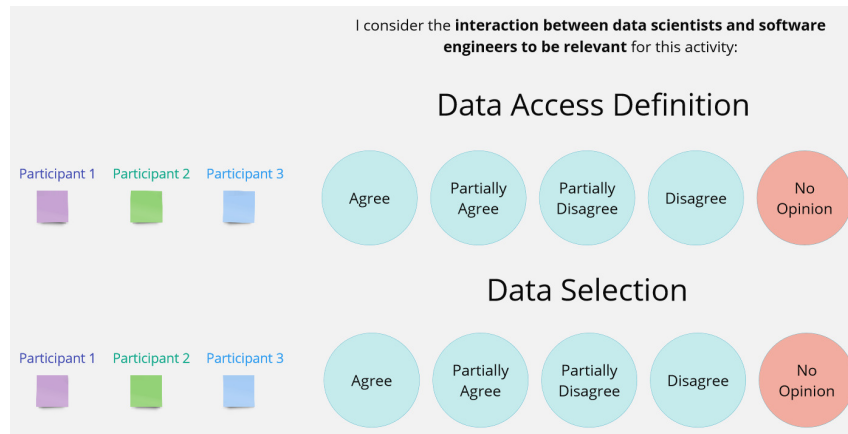 I consider the interaction between data scientists and software
engineers to be relevant for this activity:
Data Access Definition
Participant 1 Participant 2 Participant 3
Agree
Partially
Agree
Partially
Disagree
Disagree
No
Opinion
Data Selection
Participant 1 Participant 2 Participant 3
Agree
Partially
Agree
Partially
Disagree
Disagree
No
Opinion